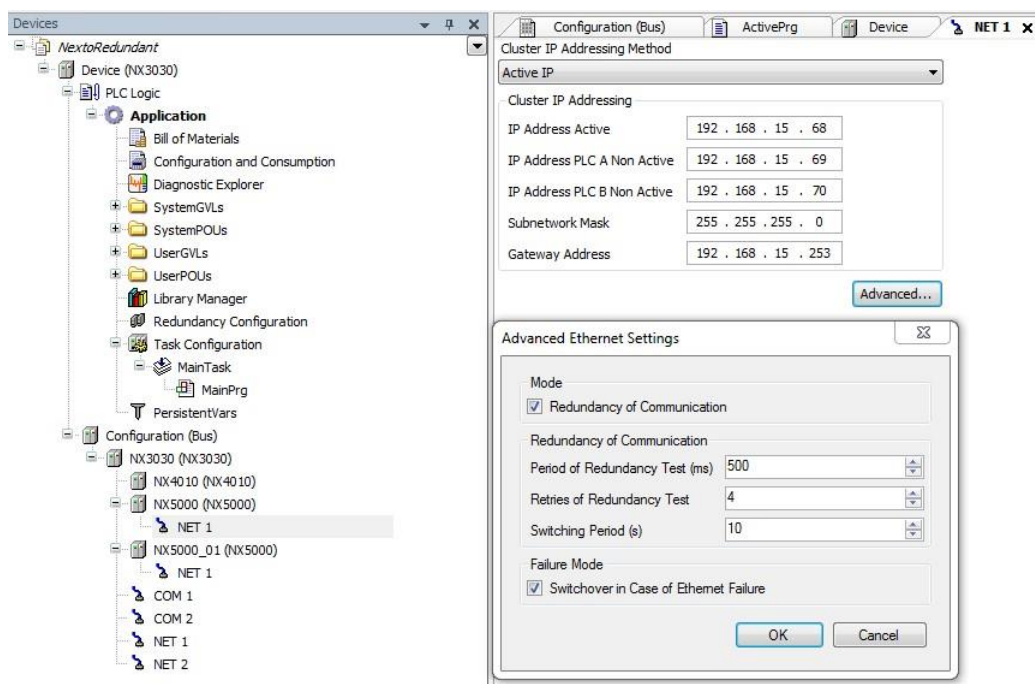 Devices
NextoRedundant
Device (NX3030)
PLC Logic
Application
Bill of Materials
Configuration and Consumption
Diagnostic Explorer
SystemGVLs
SystemPOUs
UserGVLs
UserPOUs
Library Manager
Redundancy Configuration
Task Configuration
MainTask
MainPrg
PersistentVars
Configuration (Bus)
NX3030 (NX3030)
NX4010 (NX4010)
NX5000 (NX5000)
NET 1
NX5000_01 (NX5000)
NET 1
COM 1
COM 2
NET 1
NET 2
Configuration (Bus) ActivePrg Device NET 1 x
Cluster IP Addressing Method
Active IP
Cluster IP Addressing
IP Address Active 192 . 168 . 15 . 68
IP Address PLC A Non Active 192 . 168 . 15 . 69
IP Address PLC B Non Active 192 . 168 . 15 . 70
Subnetwork Mask 255 . 255 . 255 . 0
Gateway Address 192 . 168 . 15 . 253
Advanced...
Advanced Ethernet Settings
Mode
Redundancy of Communication
Redundancy of Communication
Period of Redundancy Test (ms) 500
Retries of Redundancy Test 4
Switching Period (s) 10
Failure Mode
Switchover in Case of Ethernet Failure
OK Cancel